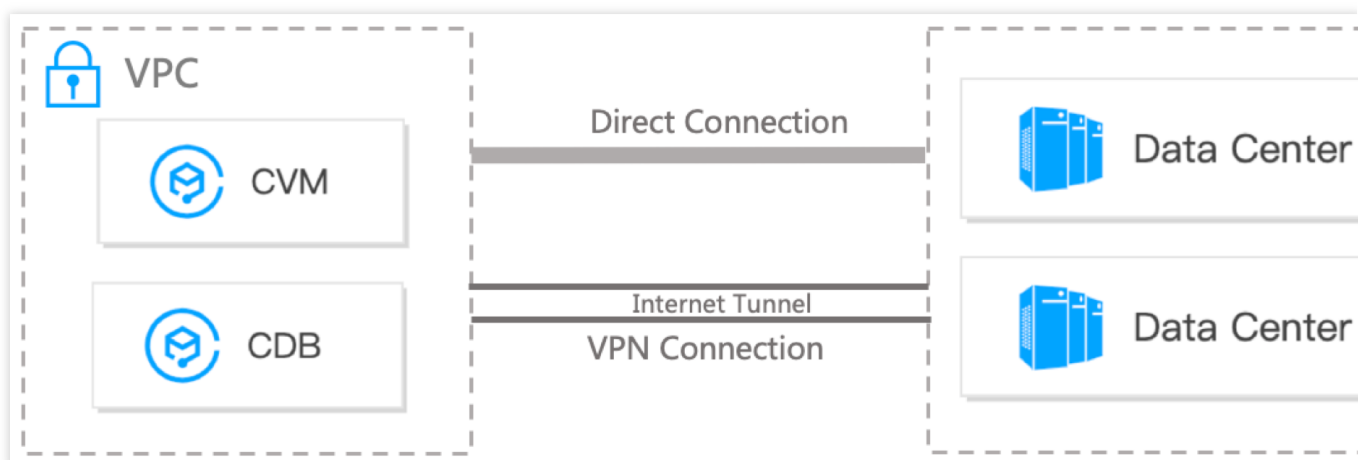 VPC
CVM
CDB
Direct Connection
Internet Tunnel
VPN Connection
Data Center
Data Center